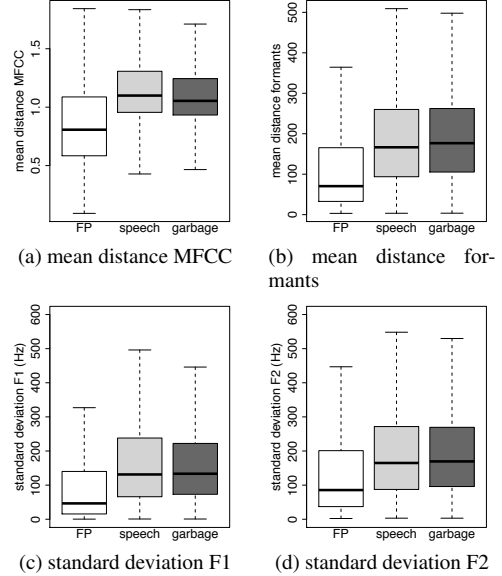 mean distance MFCC
0.5
1.0
1.5
FP speech garbage
(a) mean distance MFCC
mean distance formants
0 100 200 300 400 500
FP speech garbage
(b) mean distance for-
mants
standard deviation F1 (Hz)
0 100 200 300 400 500 600
FP speech garbage
(c) standard deviation F1
standard deviation F2 (Hz)
0 100 200 300 400 500 600
FP speech garbage
(d) standard deviation F2